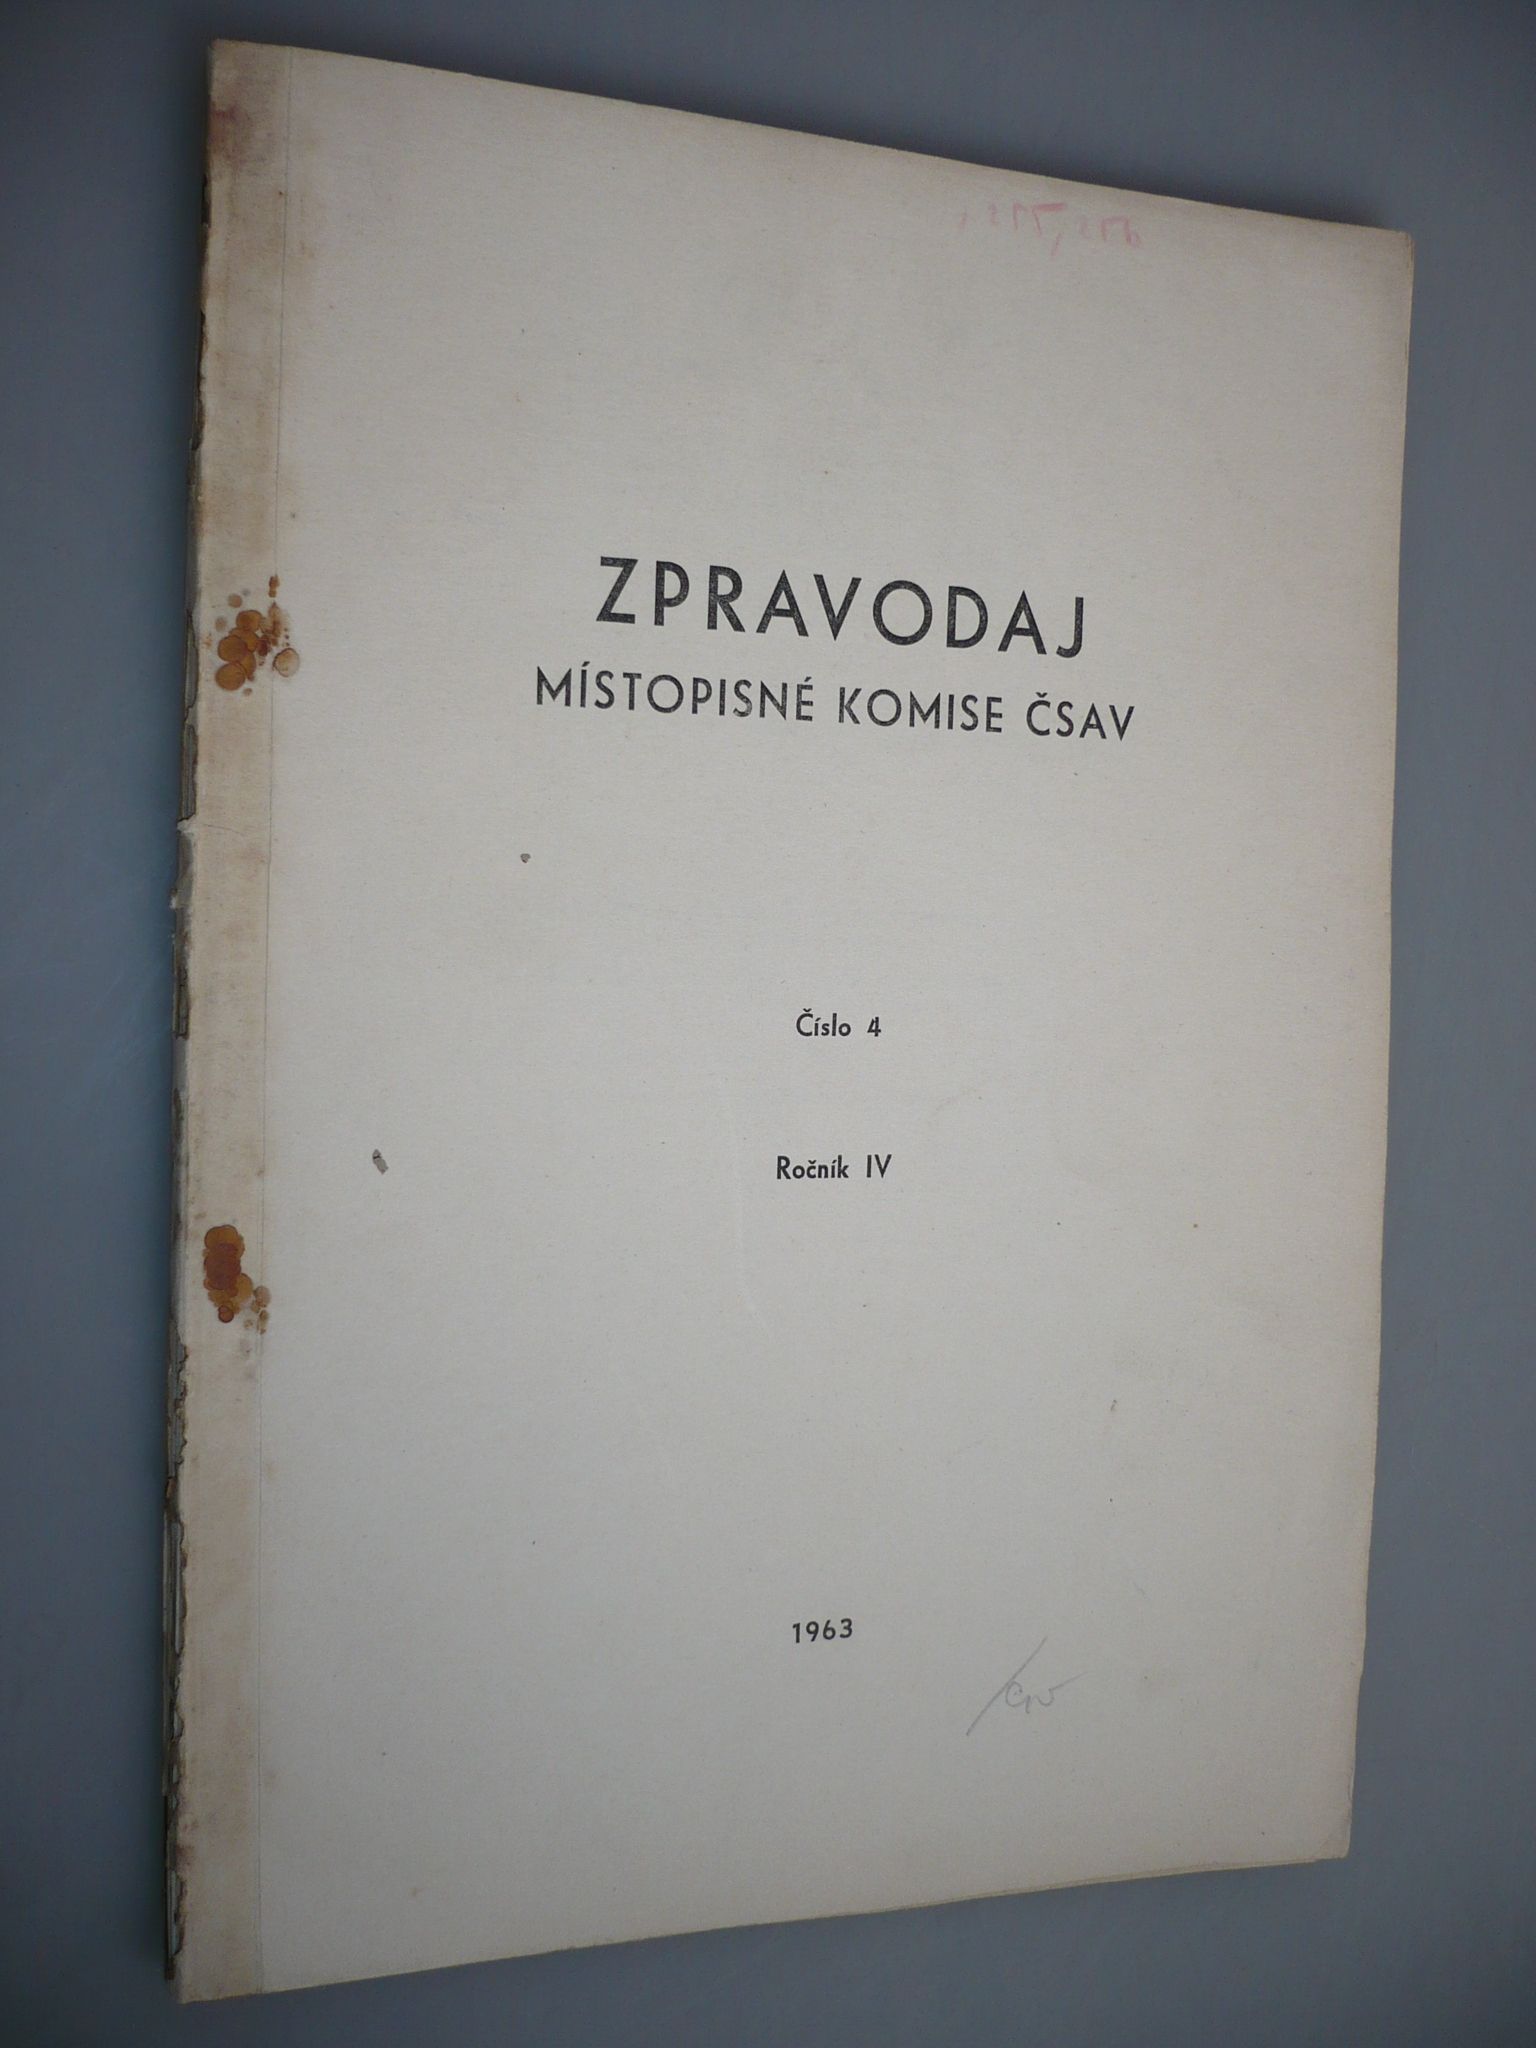 ZPRAVODAJ
MÍSTOPISNÉ KOMISE ČSAV
Číslo 4
Ročník IV
1963